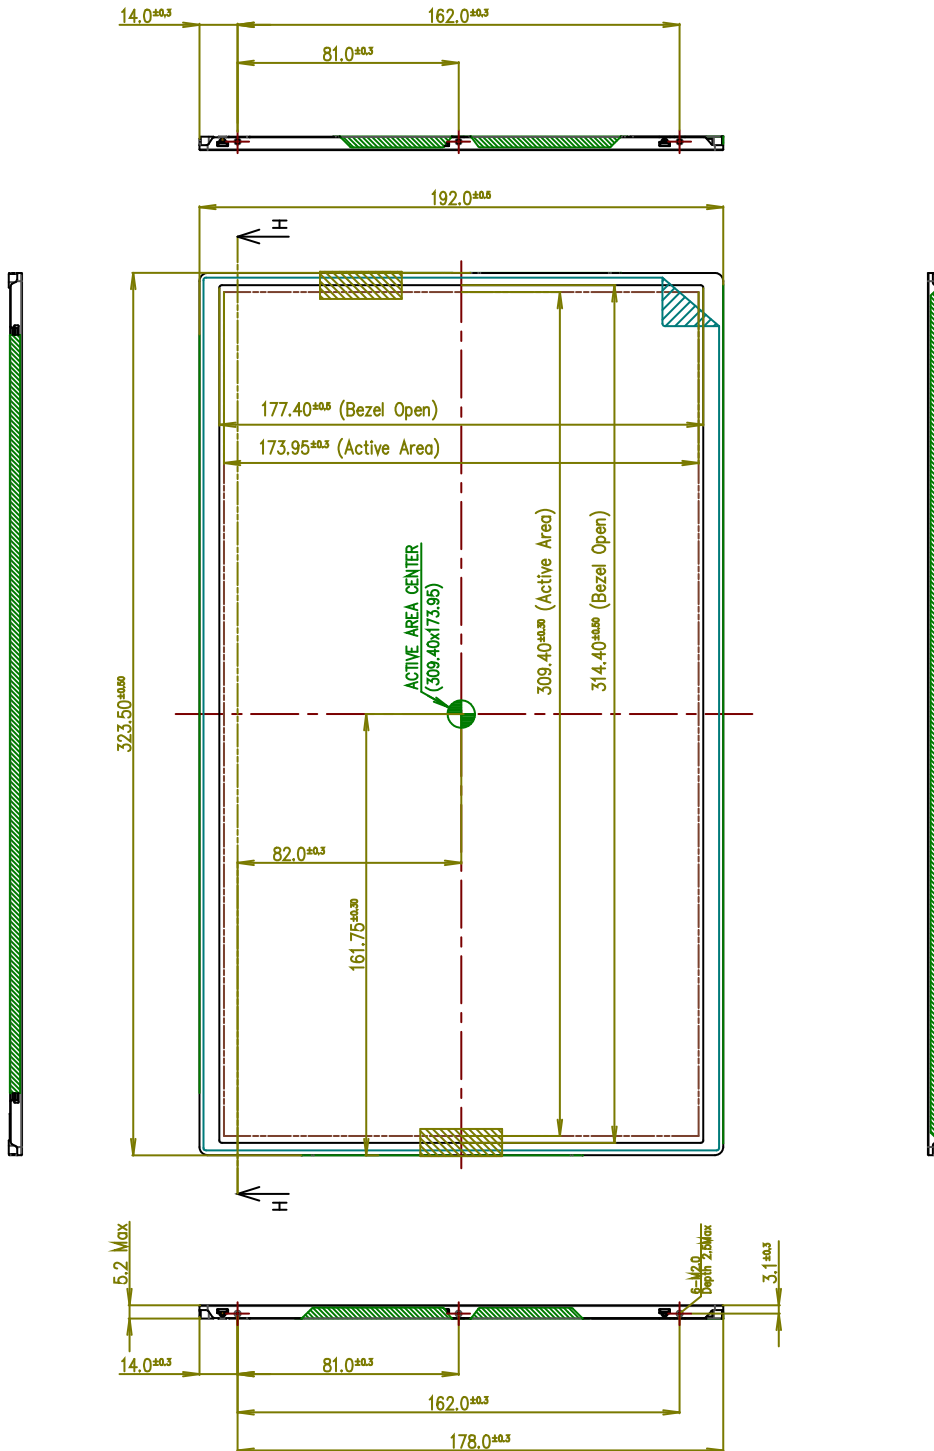 14.0±0.3
162.0±0.3
81.0±0.3
192.0±0.5
H
177.40±0.5 (Bezel Open)
173.95±0.3 (Active Area)
ACTIVE AREA CENTER
(309.40x173.95)
309.40±0.30 (Active Area)
314.40±0.50 (Bezel Open)
323.50±0.50
82.0±0.3
161.75±0.30
H
5.2 Max
6-M2.0
Depth 2.5Max
3.1±0.3
14.0±0.3
81.0±0.3
162.0±0.3
178.0±0.3